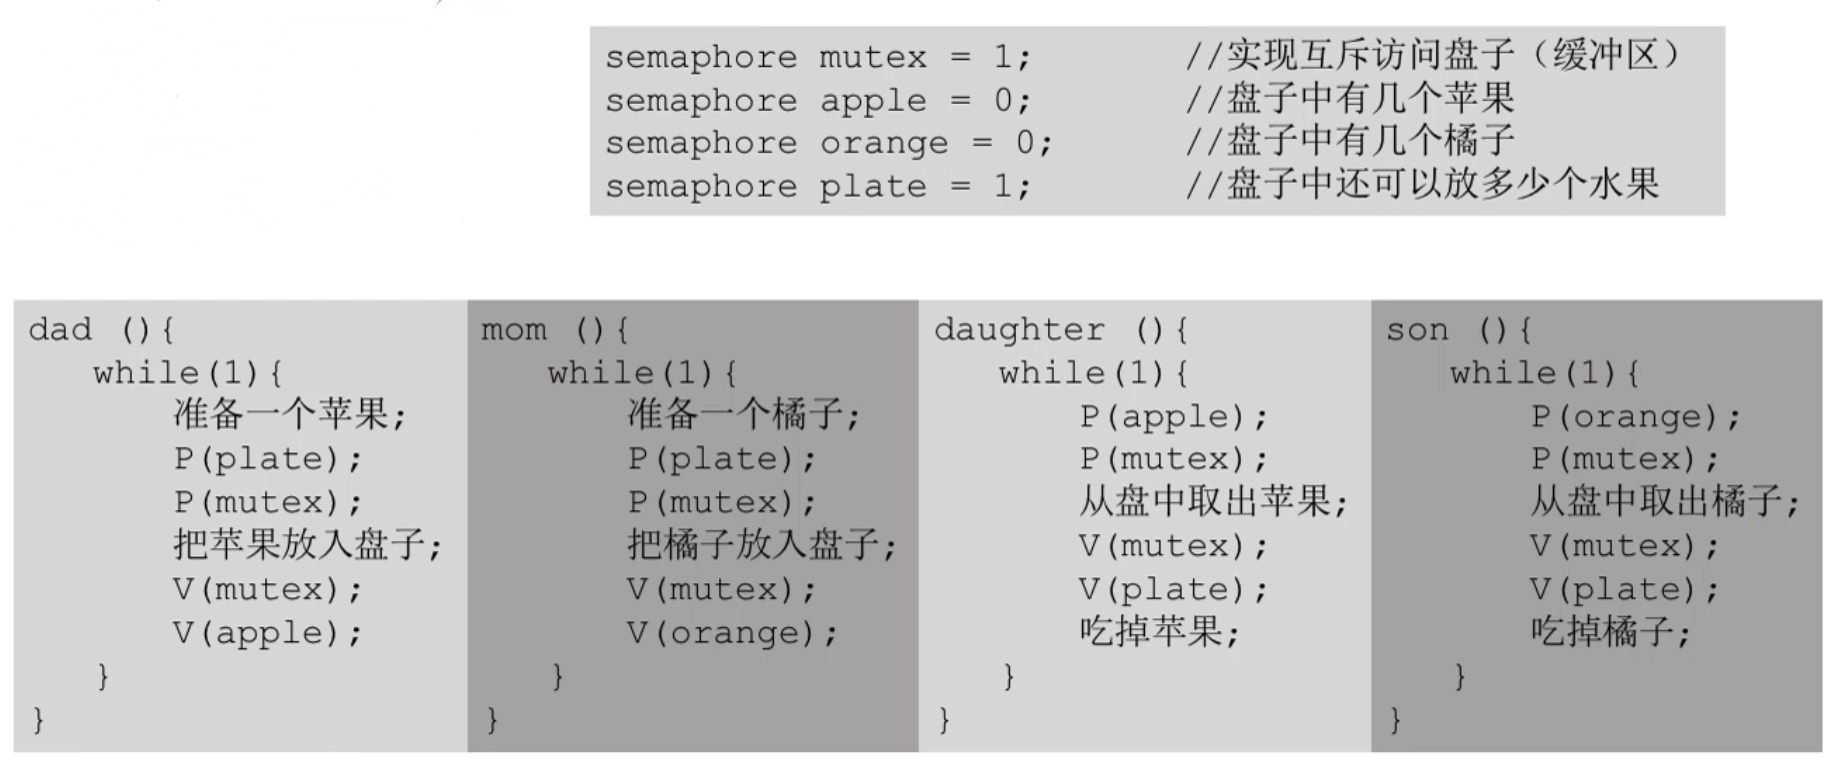 semaphore mutex = 1; //实现互斥访问盘子（缓冲区）
semaphore apple = 0; //盘子中有几个苹果
semaphore orange = 0; //盘子中有几个橘子
semaphore plate = 1; //盘子中还可以放多少个水果
dad (){
while(1){
准备一个苹果;
P(plate);
P(mutex);
把苹果放入盘子;
V(mutex);
V(apple);
}
}
mom (){
while(1){
准备一个橘子;
P(plate);
P(mutex);
把橘子放入盘子;
V(mutex);
V(orange);
}
}
daughter (){
while(1){
P(apple);
P(mutex);
从盘中取出苹果;
V(mutex);
V(plate);
吃掉苹果;
}
}
son (){
while(1){
P(orange);
P(mutex);
从盘中取出橘子;
V(mutex);
V(plate);
吃掉橘子;
}
}